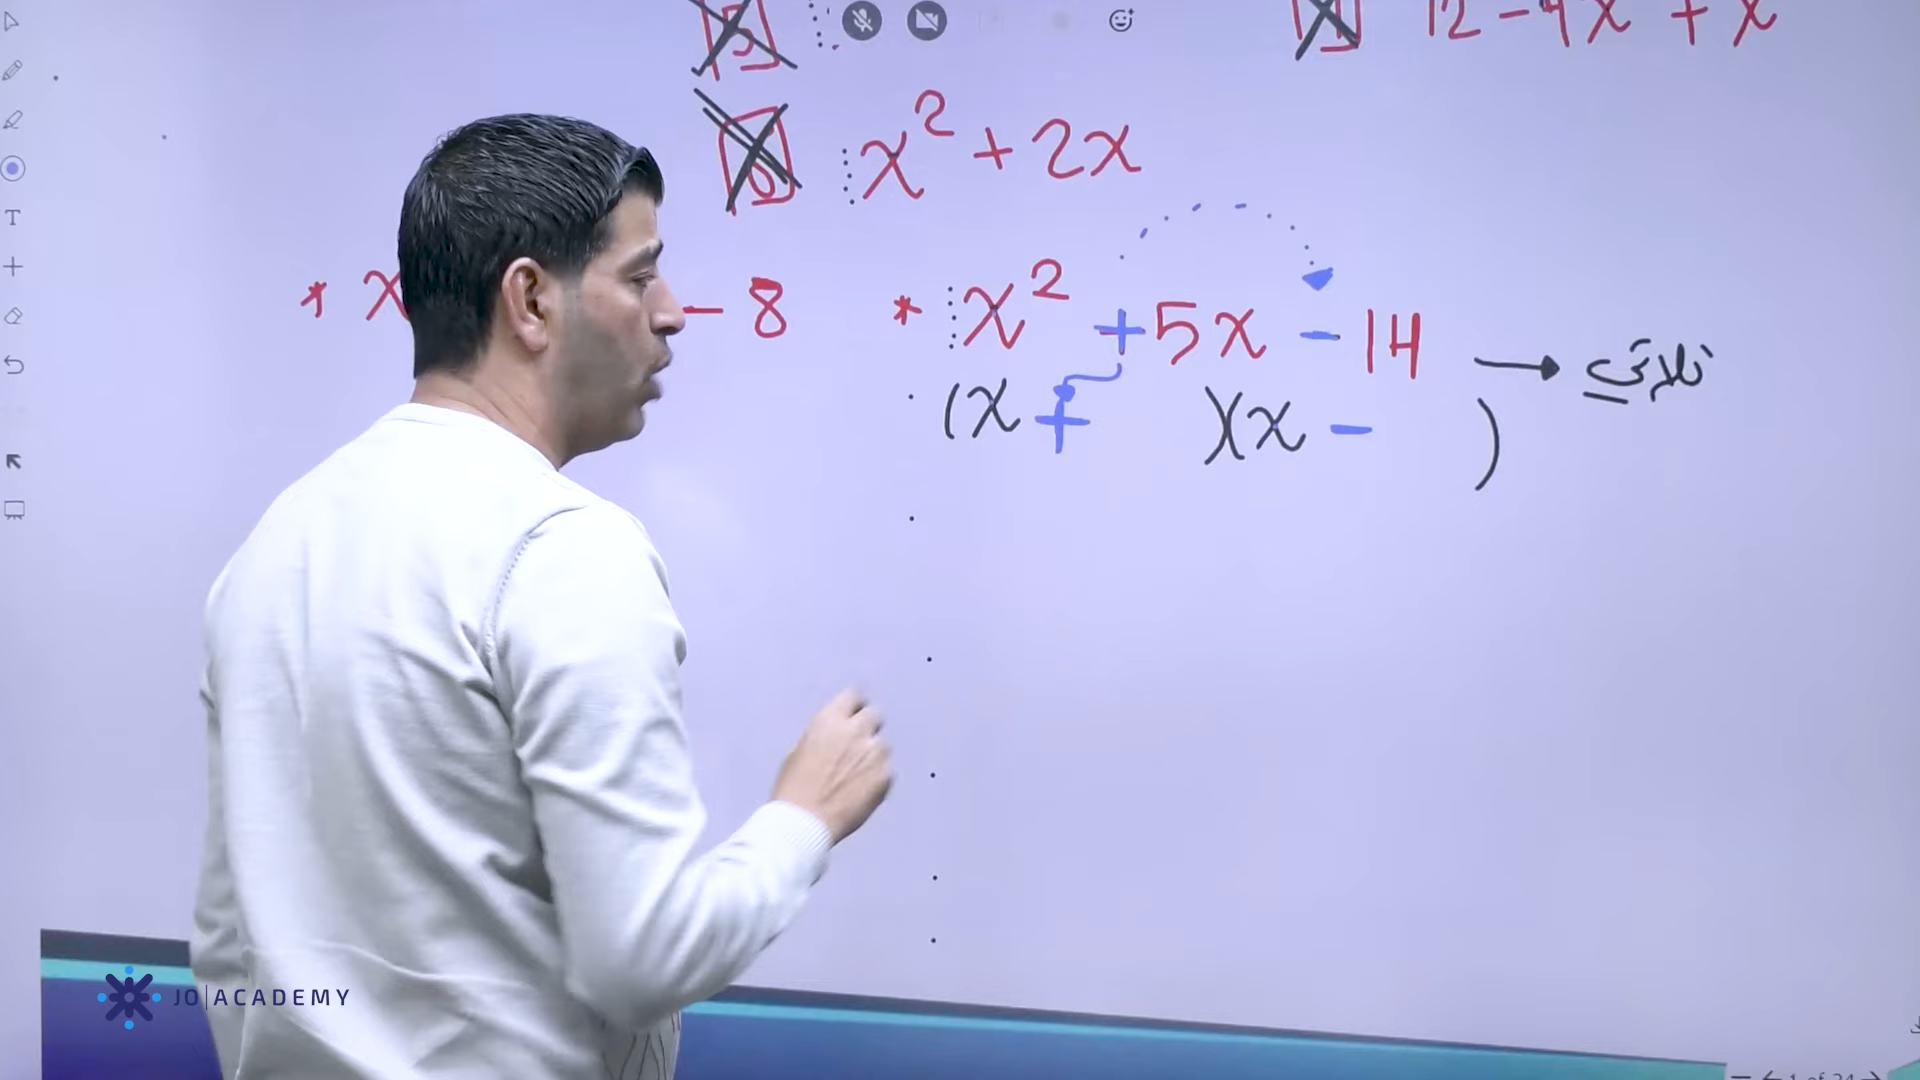 12 - 4x + x
x² + 2x
* x - 8
* x² + 5x - 14 → ثلاثي
(x + )(x - )
JO|ACADEMY